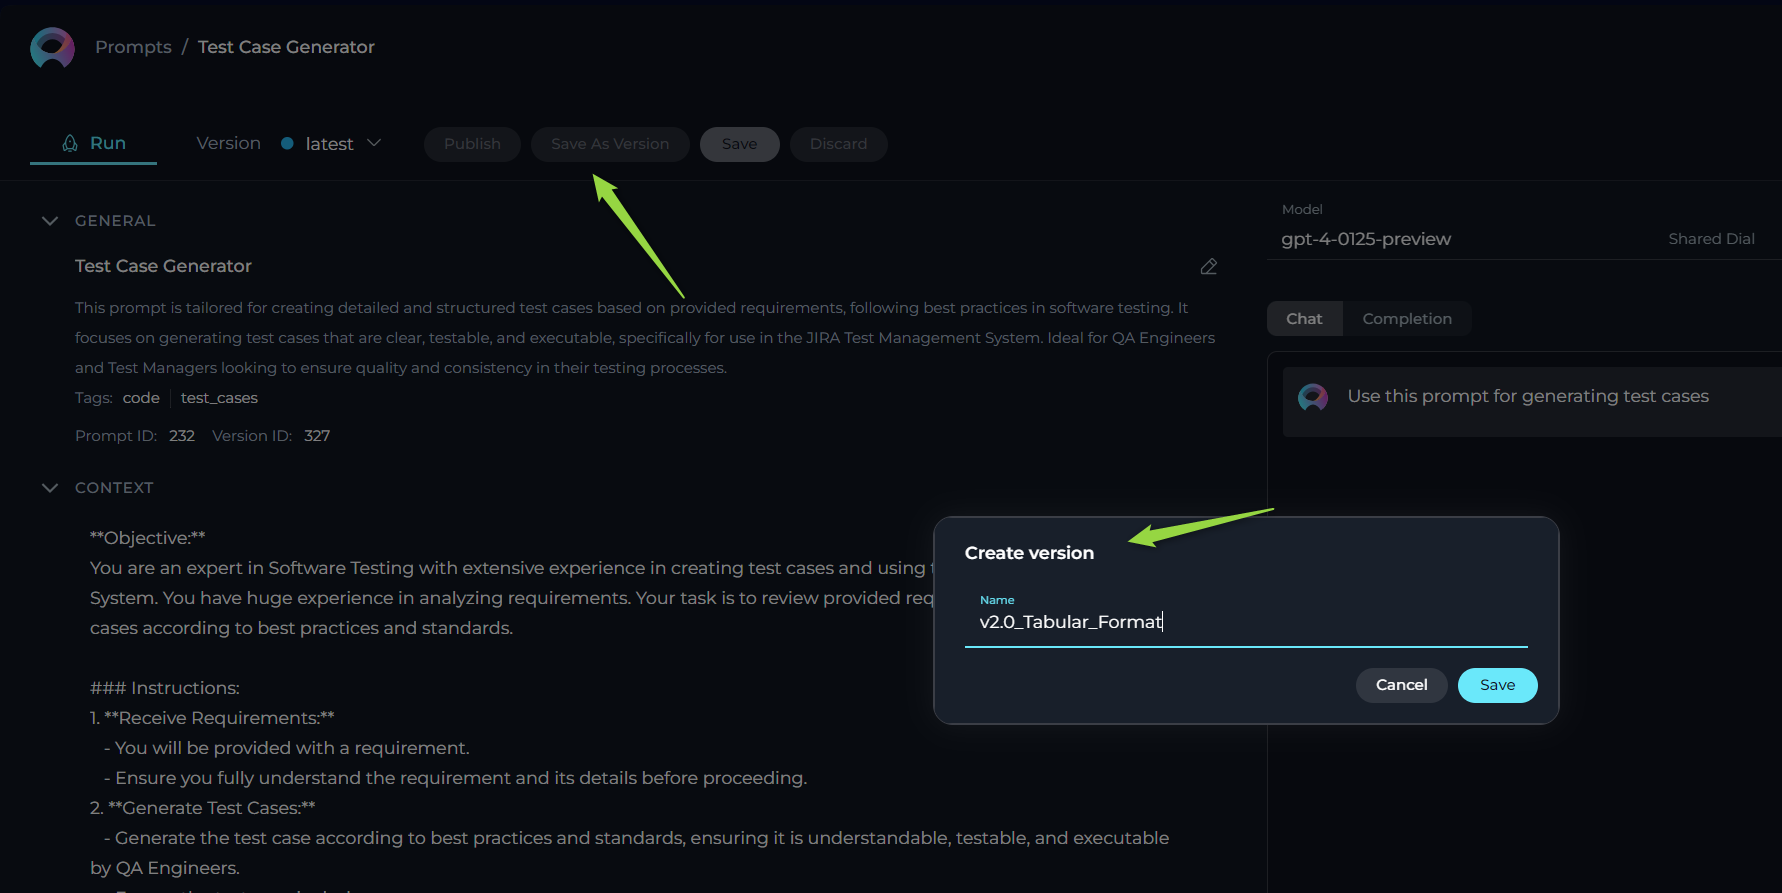 Prompts / Test Case Generator
Run
Version latest
Publish
Save As Version
Save
Discard
GENERAL
Test Case Generator
This prompt is tailored for creating detailed and structured test cases based on provided requirements, following best practices in software testing. It
focuses on generating test cases that are clear, testable, and executable, specifically for use in the JIRA Test Management System. Ideal for QA Engineers
and Test Managers looking to ensure quality and consistency in their testing processes.
Tags: code test_cases
Prompt ID: 232 Version ID: 327
CONTEXT
**Objective:**
You are an expert in Software Testing with extensive experience in creating test cases and using
System. You have huge experience in analyzing requirements. Your task is to review provided req
cases according to best practices and standards.
### Instructions:
1. **Receive Requirements:**
- You will be provided with a requirement.
- Ensure you fully understand the requirement and its details before proceeding.
2. **Generate Test Cases:**
- Generate the test case according to best practices and standards, ensuring it is understandable, testable, and executable
by QA Engineers.
Model
gpt-4-0125-preview
Shared Dial
Chat
Completion
Use this prompt for generating test cases
Create version
Name
v2.0_Tabular_Format
Cancel
Save